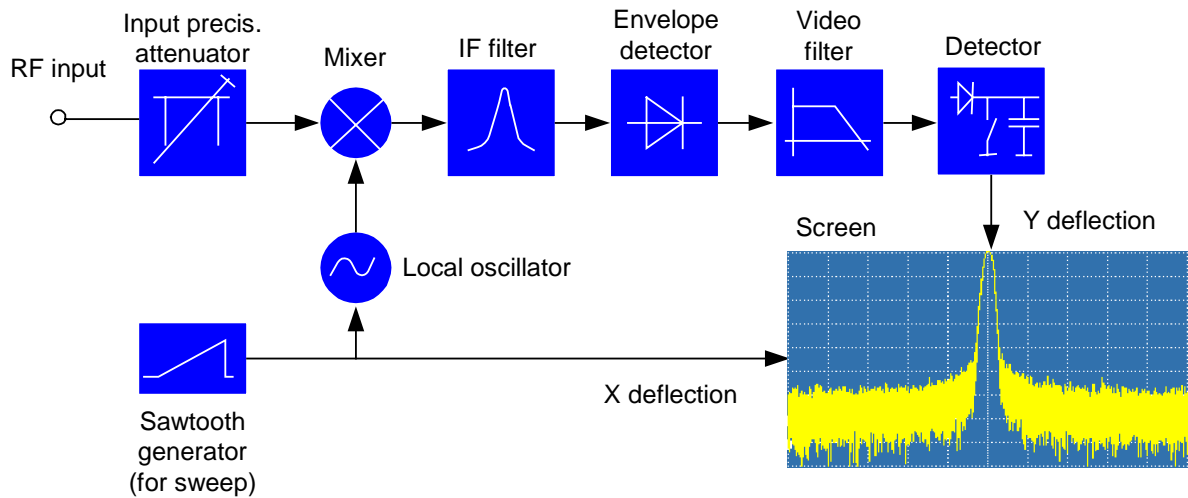 RF input
Input precis.
attenuator
Mixer
IF filter
Envelope
detector
Video
filter
Detector
Local oscillator
Screen
Y deflection
X deflection
Sawtooth
generator
(for sweep)